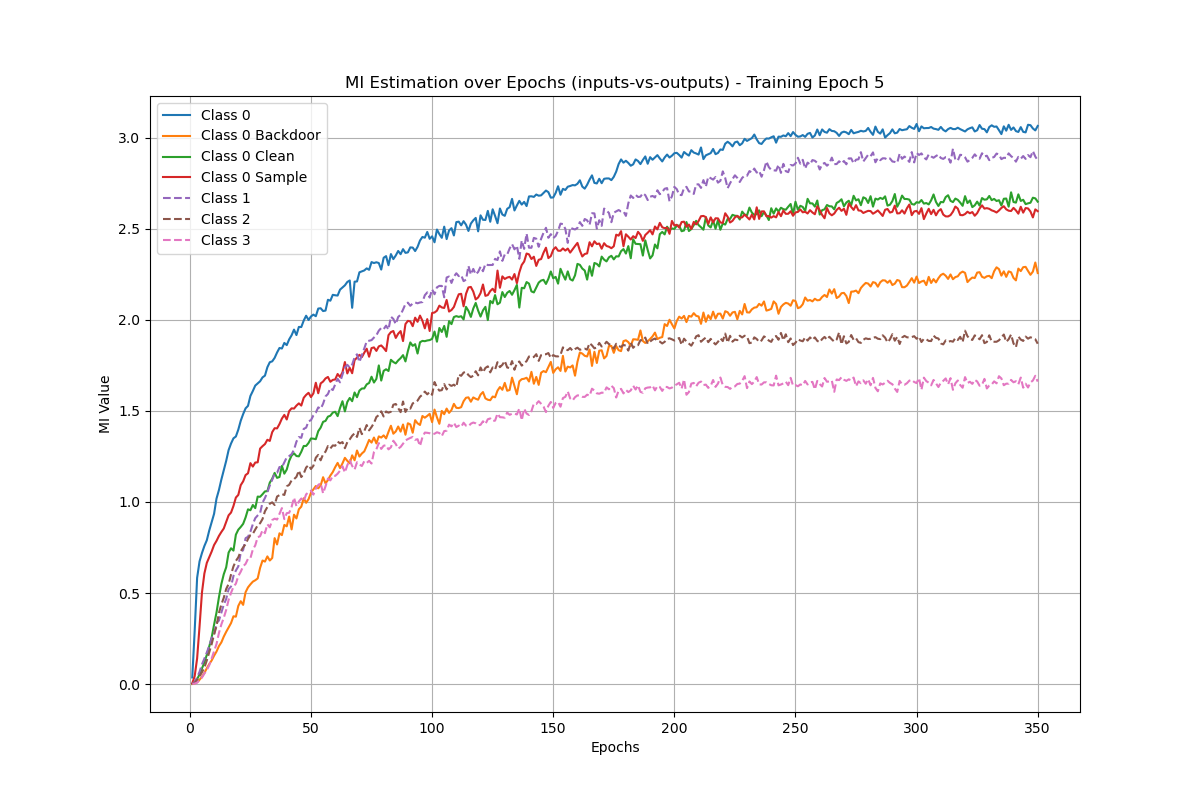 MI Estimation over Epochs (inputs-vs-outputs) - Training Epoch 5
Class 0
Class 0 Backdoor
Class 0 Clean
Class 0 Sample
Class 1
Class 2
Class 3
MI Value
3.0
2.5
2.0
1.5
1.0
0.5
0.0
0 50 100 150 200 250 300 350
Epochs